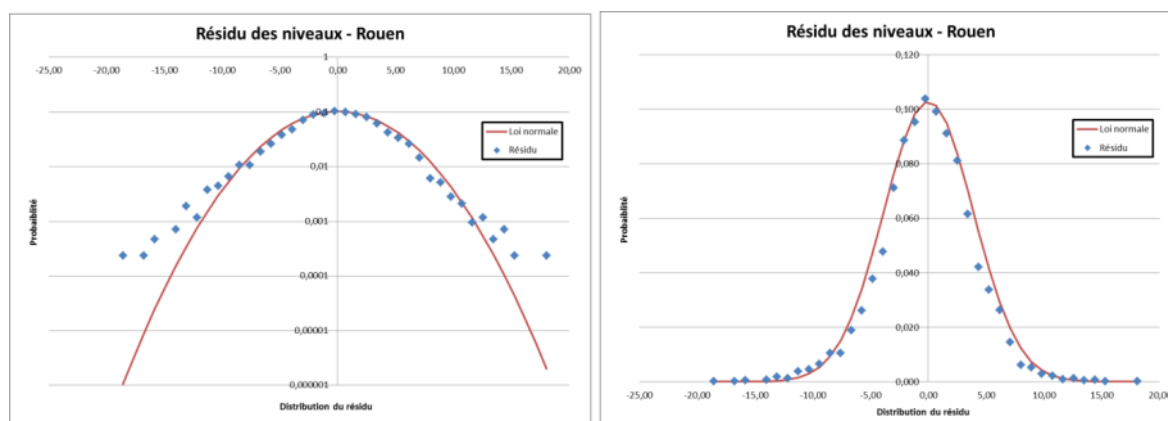 Résidu des niveaux - Rouen
1
-25,00 -20,00 -15,00 -10,00 -5,00 0,00 5,00 10,00 15,00 20,00
0,1
0,01
0,001
0,0001
0,00001
0,000001
Probaiblité
Loi normale
Résidu
Distribution du résidu
Résidu des niveaux - Rouen
0,120
0,100
0,080
0,060
0,040
0,020
0,000
-25,00 -20,00 -15,00 -10,00 -5,00 0,00 5,00 10,00 15,00 20,00
Probaiblité
Loi normale
Résidu
Distribution du résidu